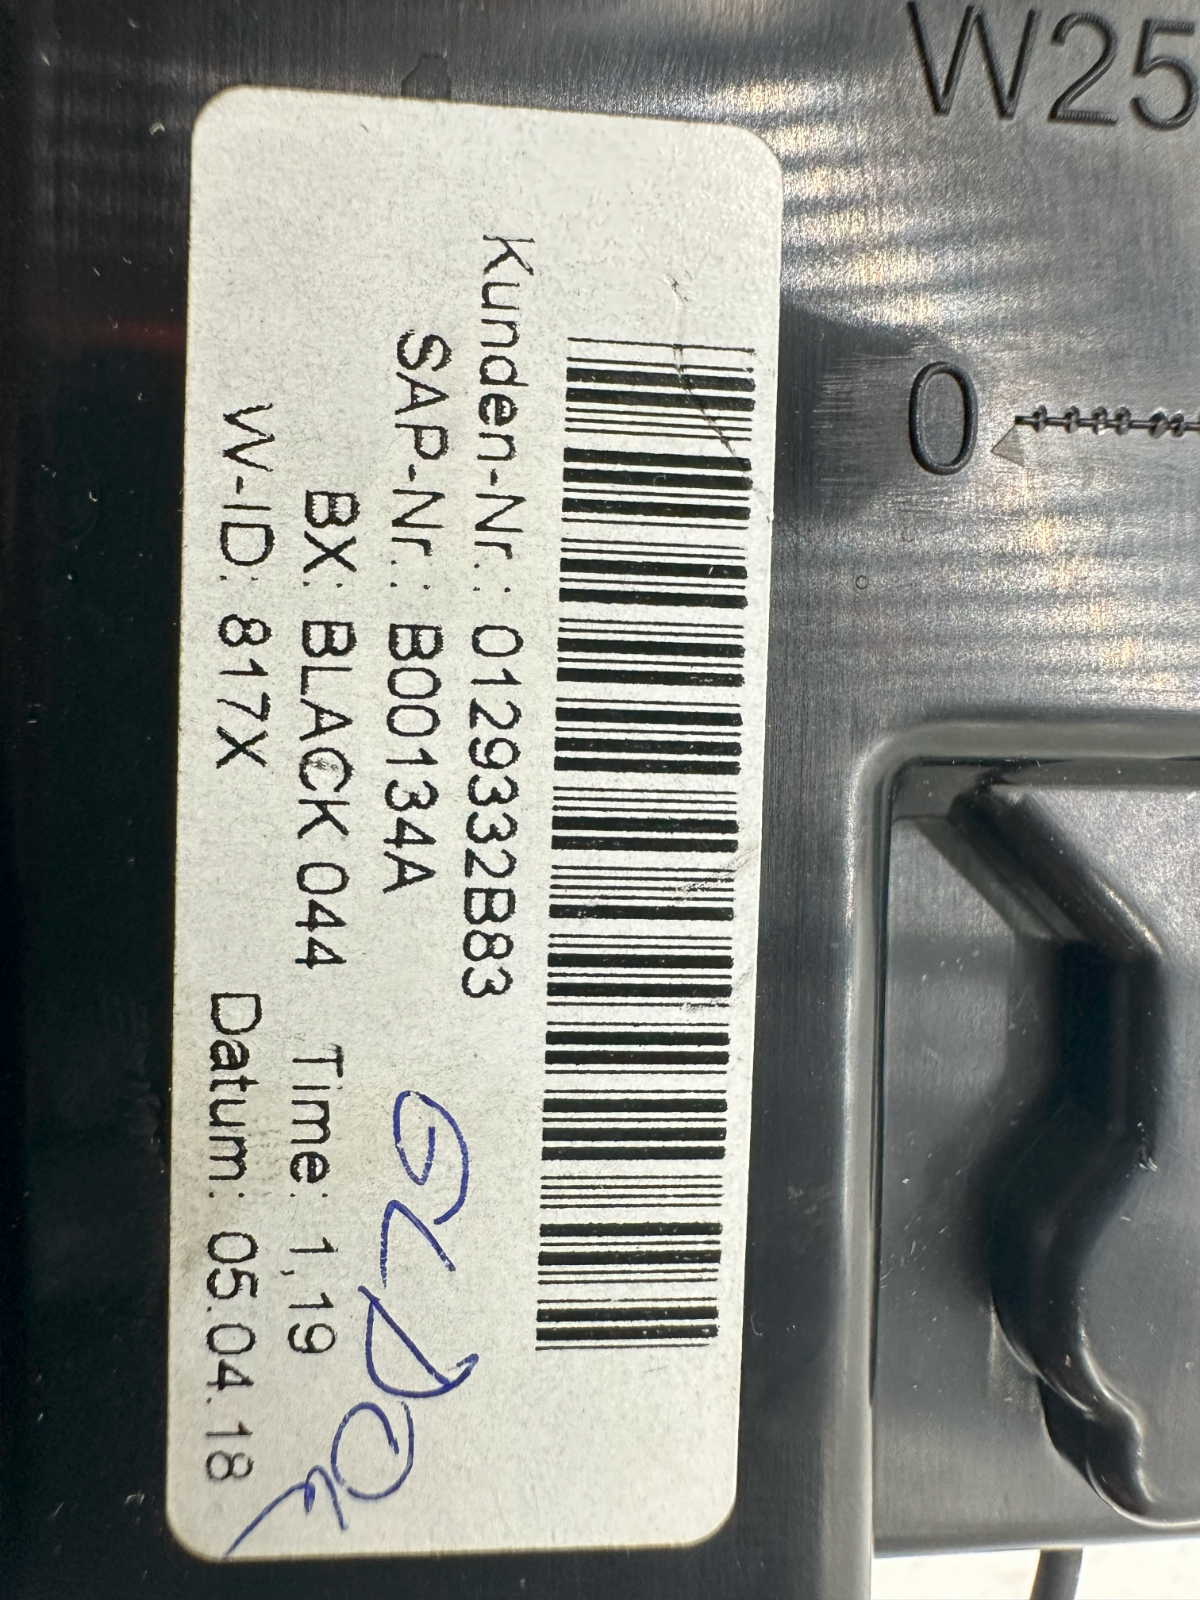 W25
0
Kunden-Nr.: 0129332B83
SAP-Nr.: B00134A
BX: BLACK 044 Time: 1,19
W-ID: 817X Datum: 05.04.18